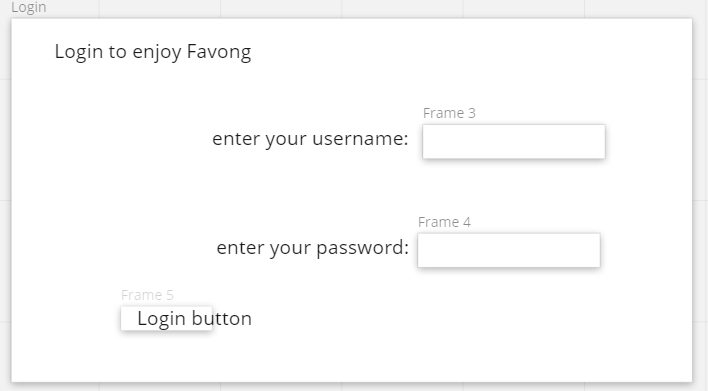 Login
Login to enjoy Favong
Frame 3
enter your username:
Frame 4
enter your password:
Frame 5
Login button